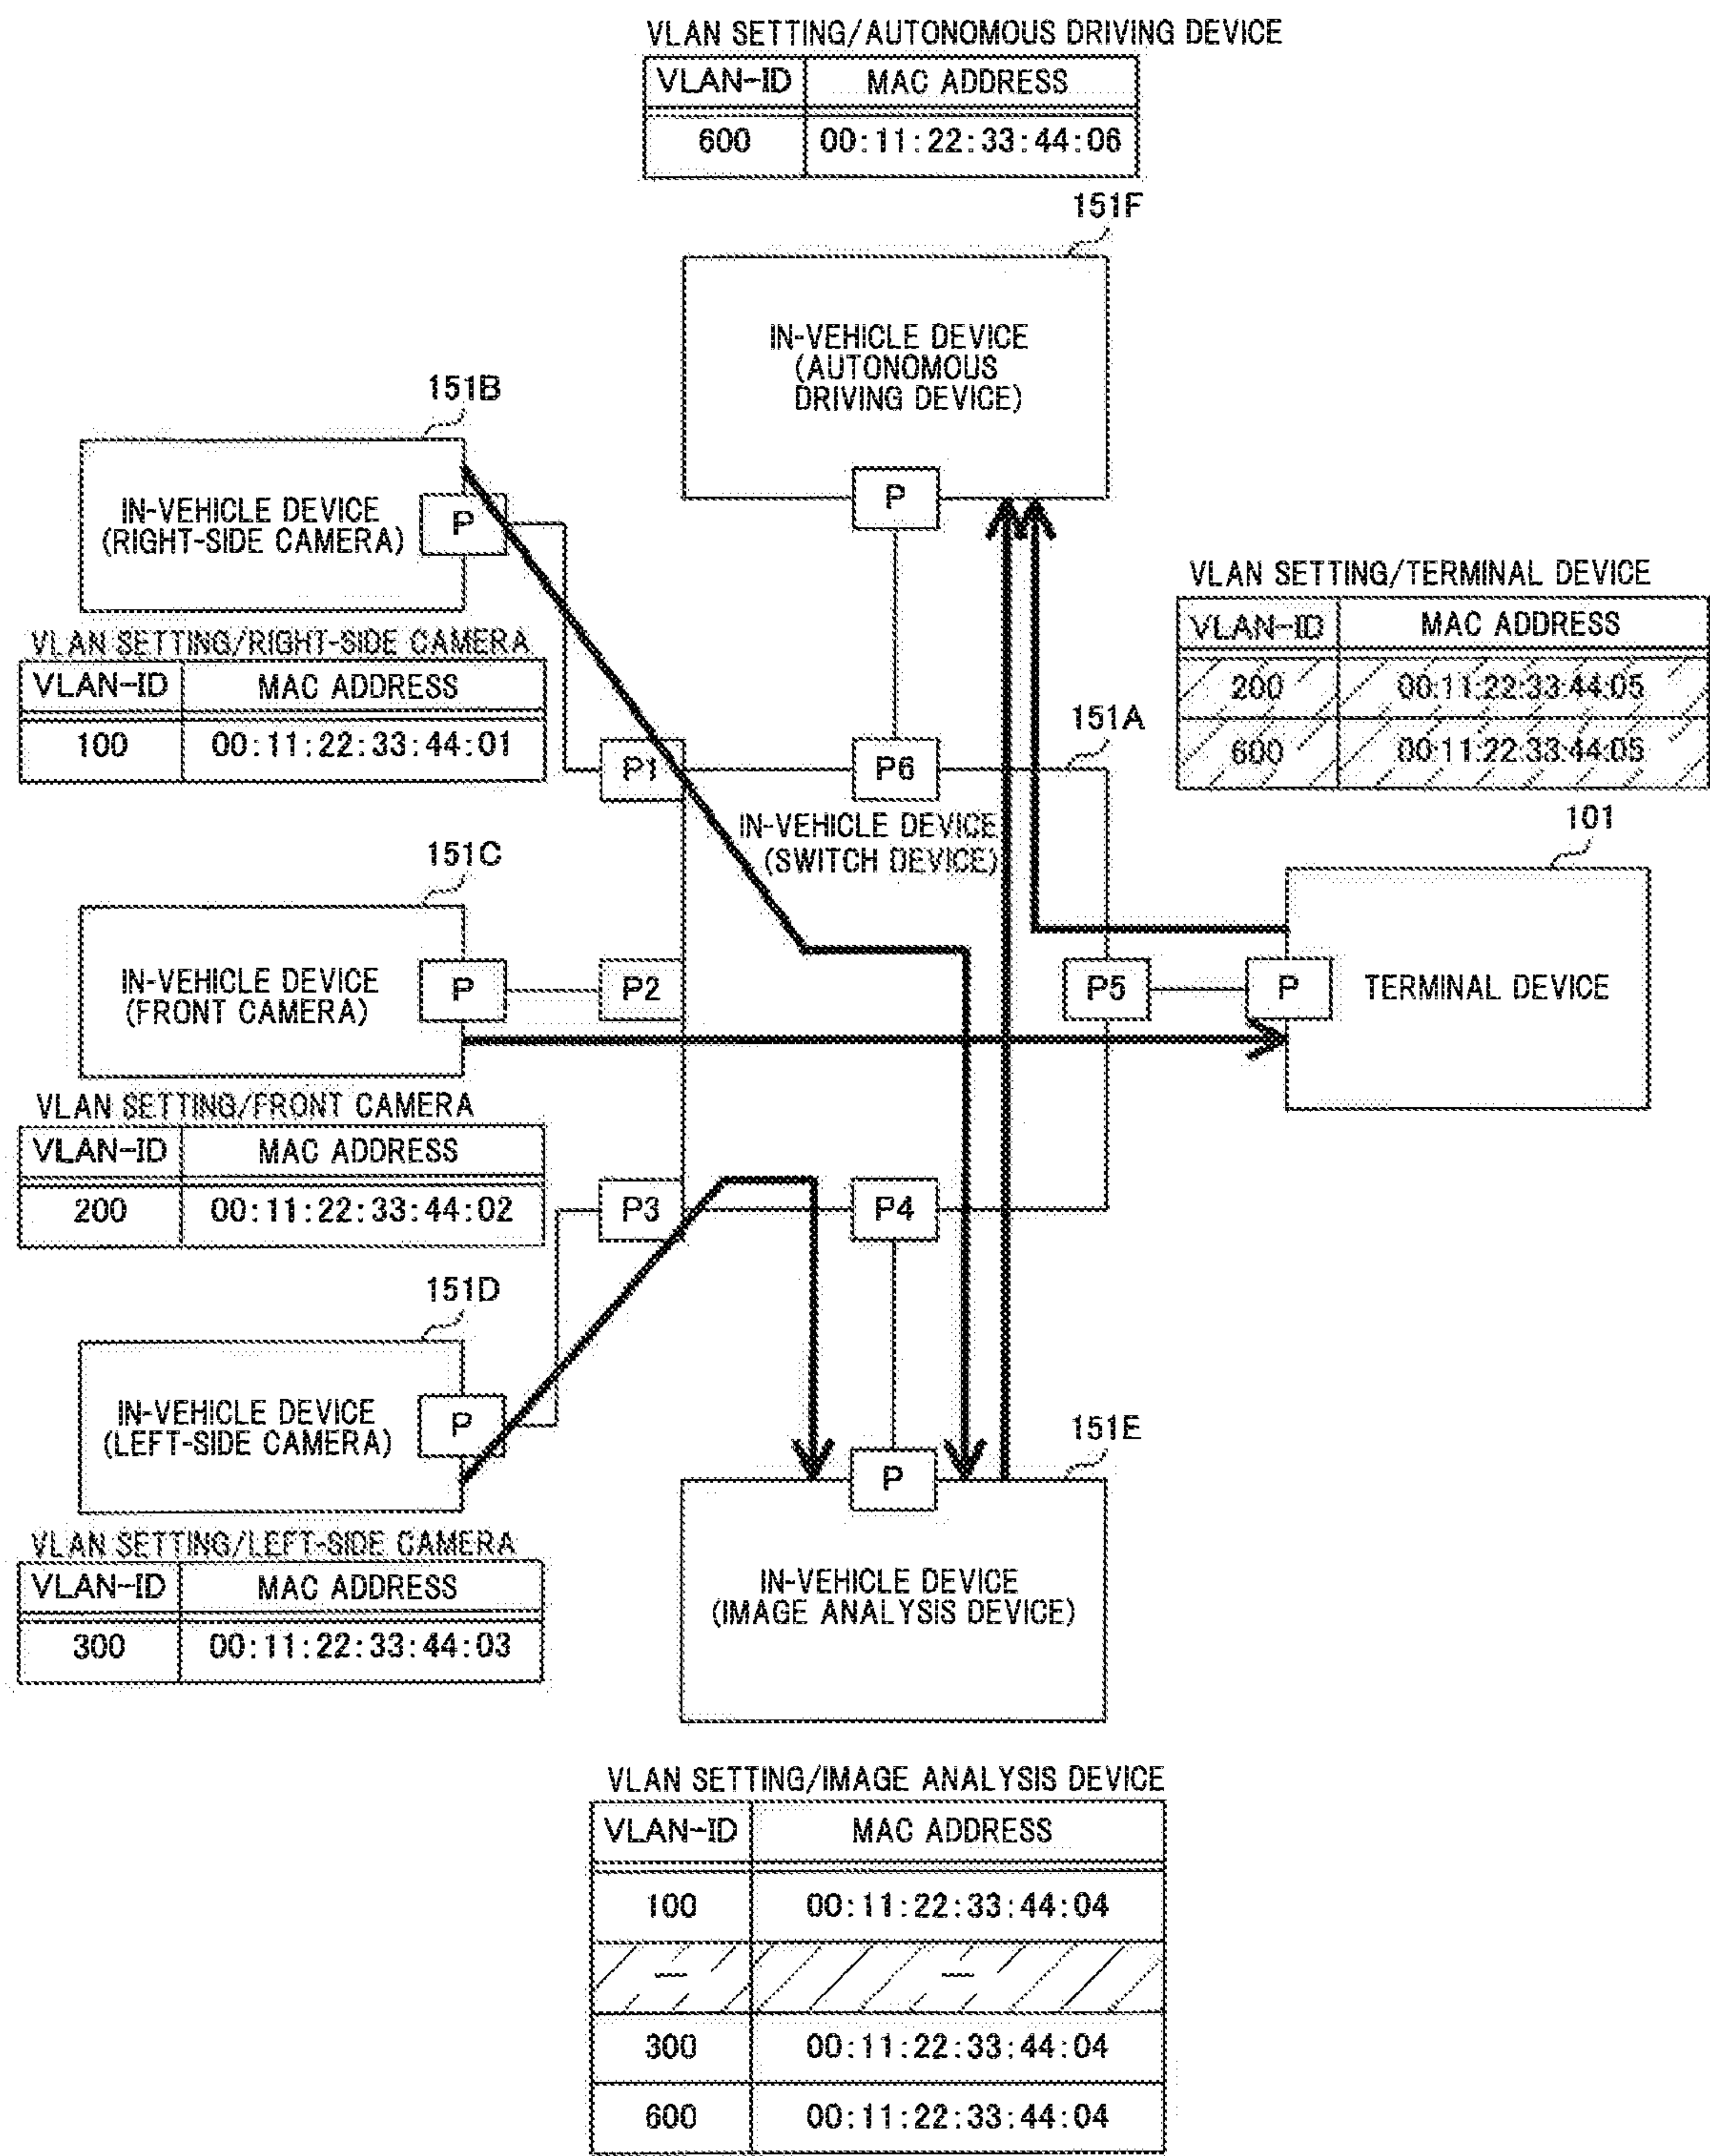 VLAN SETTING/AUTONOMOUS DRIVING DEVICE
VLAN-ID MAC ADDRESS
600 00:11:22:33:44:06
151F
IN-VEHICLE DEVICE
(AUTONOMOUS
DRIVING DEVICE)
P
151B
IN-VEHICLE DEVICE
(RIGHT-SIDE CAMERA)
P
VLAN SETTING/RIGHT-SIDE CAMERA
VLAN-ID MAC ADDRESS
100 00:11:22:33:44:01
VLAN SETTING/TERMINAL DEVICE
VLAN-ID MAC ADDRESS
200 00:11:22:33:44:05
600 00:11:22:33:44:05
151A
P1
P6
IN-VEHICLE DEVICE
(SWITCH DEVICE)
101
151C
IN-VEHICLE DEVICE
(FRONT CAMERA)
P
P2
P5
P
TERMINAL DEVICE
VLAN SETTING/FRONT CAMERA
VLAN-ID MAC ADDRESS
200 00:11:22:33:44:02
P3
P4
151D
IN-VEHICLE DEVICE
(LEFT-SIDE CAMERA)
P
VLAN SETTING/LEFT-SIDE CAMERA
VLAN-ID MAC ADDRESS
300 00:11:22:33:44:03
151E
P
IN-VEHICLE DEVICE
(IMAGE ANALYSIS DEVICE)
VLAN SETTING/IMAGE ANALYSIS DEVICE
VLAN-ID MAC ADDRESS
100 00:11:22:33:44:04
— —
300 00:11:22:33:44:04
600 00:11:22:33:44:04